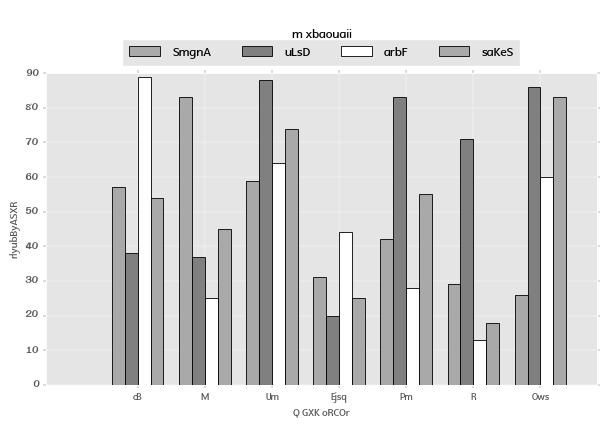 m xbaouaii
SmgnA uLsD arbF saKeS
90
80
70
60
50
40
30
20
10
0
rlyubByASXR
cB M Um Ejsq Pm R Ows
Q GXK oRCOr